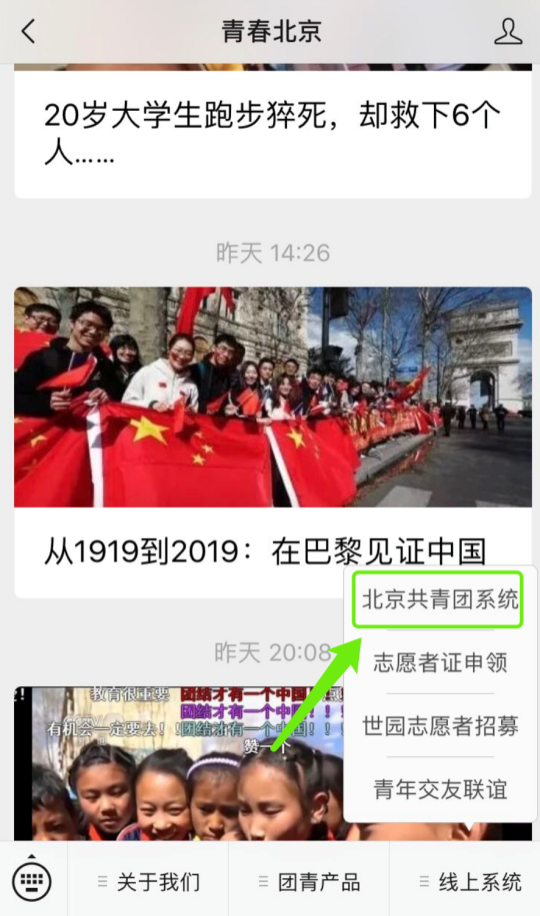 青春北京
20岁大学生跑步猝死，却救下6个
人……
昨天 14:26
从1919到2019：在巴黎见证中国
北京共青团系统
昨天 20:08
志愿者证申领
教育很重要
团结才有一个中国！
团结才有一个中国！！！
有机会一定要去！
团结才有一个中国！！！
赞一个
世园志愿者招募
青年交友联谊
关于我们
团青产品
线上系统